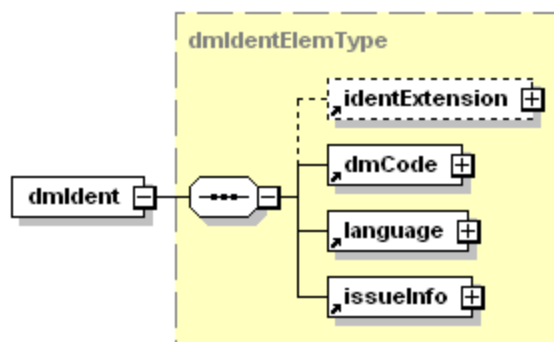 dmIdentElemType
identExtension
dmCode
dmIdent
language
issueInfo